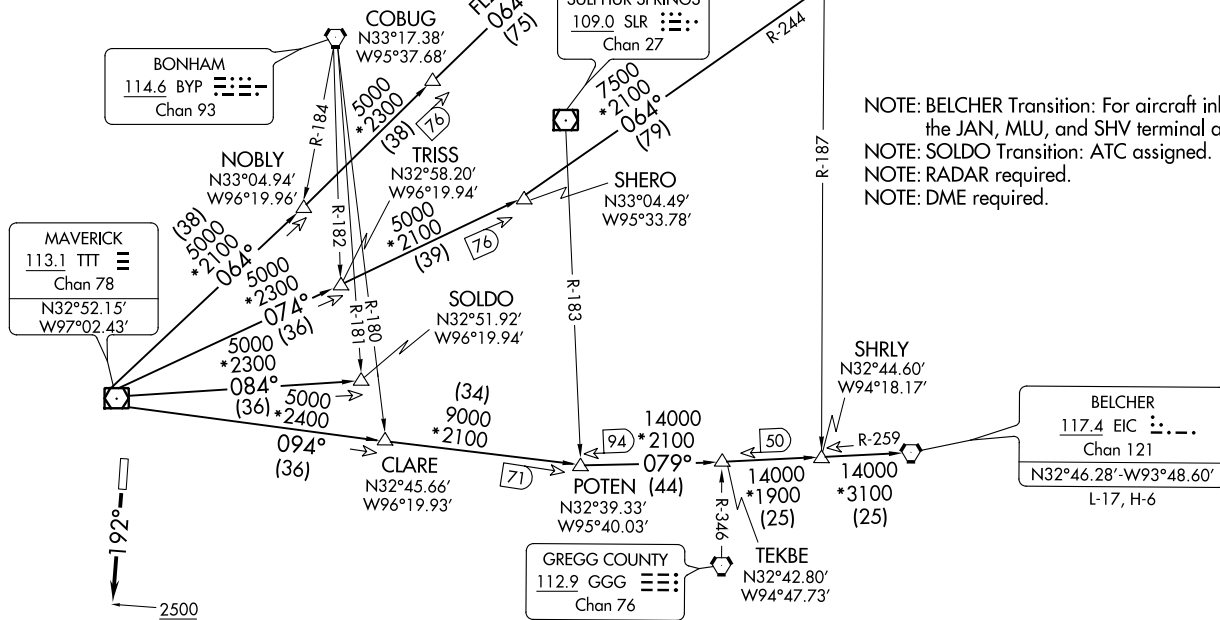 COBUG
N33°17.38'
W95°37.68'
064°
(75)
SULPHUR SPRINGS
109.0 SLR
Chan 27
R-244
BONHAM
114.6 BYP
Chan 93
5000
*2300
(38)
76
R-184
7500
*2100
064°
(79)
NOTE: BELCHER Transition: For aircraft
the JAN, MLU, and SHV terminal
NOTE: SOLDO Transition: ATC assigned.
NOTE: RADAR required.
NOTE: DME required.
NOBLY
N33°04.94'
W96°19.96'
TRISS
N32°58.20'
W96°19.94'
R-187
SHERO
N33°04.49'
W95°33.78'
MAVERICK
113.1 TTT
Chan 78
N32°52.15'
W97°02.43'
(38)
5000
*2100
064°
R-182
5000
*2100
(39)
76
5000
*2300
074°
(36)
R-181
R-180
SOLDO
N32°51.92'
W96°19.94'
R-183
5000
*2300
084°
(36)
SHRLY
N32°44.60'
W94°18.17'
5000
*2400
094°
(36)
(34)
9000
*2100
71
CLARE
N32°45.66'
W96°19.93'
94
14000
*2100
079°
(44)
POTEN
N32°39.33'
W95°40.03'
50
14000
*1900
(25)
R-259
14000
*3100
(25)
BELCHER
117.4 EIC
Chan 121
N32°46.28'-W93°48.60'
L-17, H-6
R-346
TEKBE
N32°42.80'
W94°47.73'
GREGG COUNTY
112.9 GGG
Chan 76
192°
2500